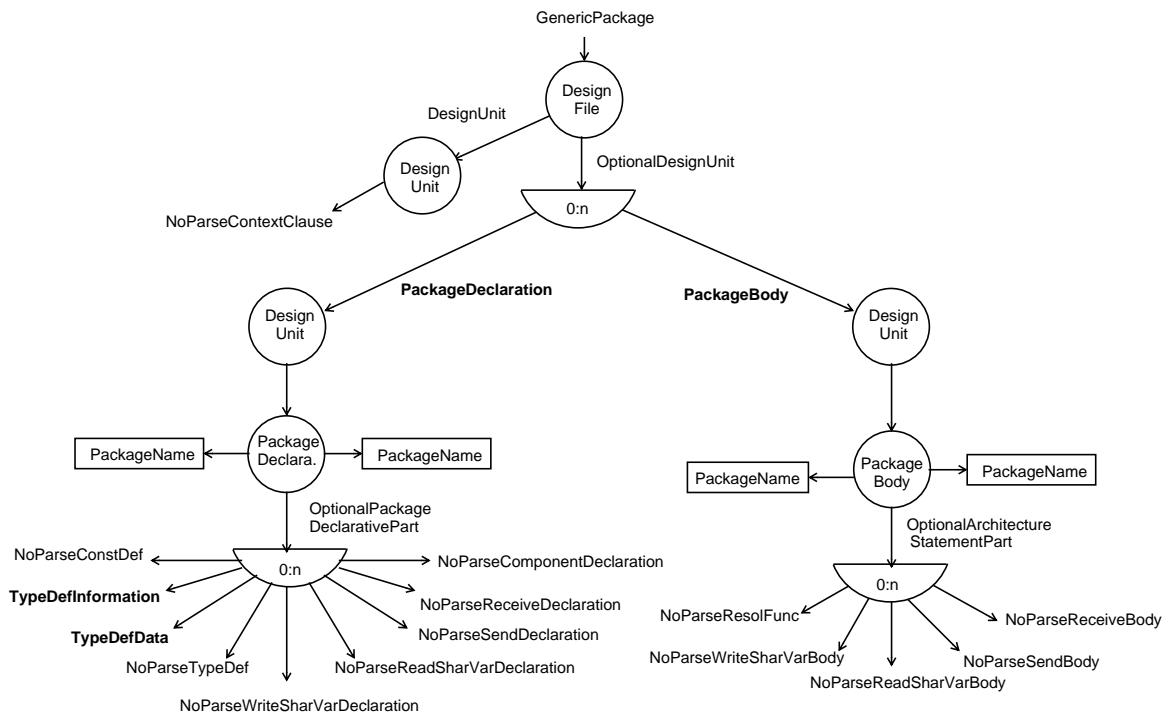 GenericPackage
Design
File
DesignUnit
Design
Unit
OptionalDesignUnit
0:n
NoParseContextClause
PackageDeclaration
PackageBody
Design
Unit
Design
Unit
PackageName
Package
Declara.
PackageName
PackageName
Package
Body
PackageName
OptionalPackage
DeclarativePart
OptionalArchitecture
StatementPart
NoParseConstDef
0:n
NoParseComponentDeclaration
TypeDefInformation
NoParseReceiveDeclaration
TypeDefData
NoParseSendDeclaration
NoParseTypeDef
NoParseReadSharVarDeclaration
NoParseWriteSharVarDeclaration
0:n
NoParseResolFunc
NoParseReceiveBody
NoParseWriteSharVarBody
NoParseSendBody
NoParseReadSharVarBody